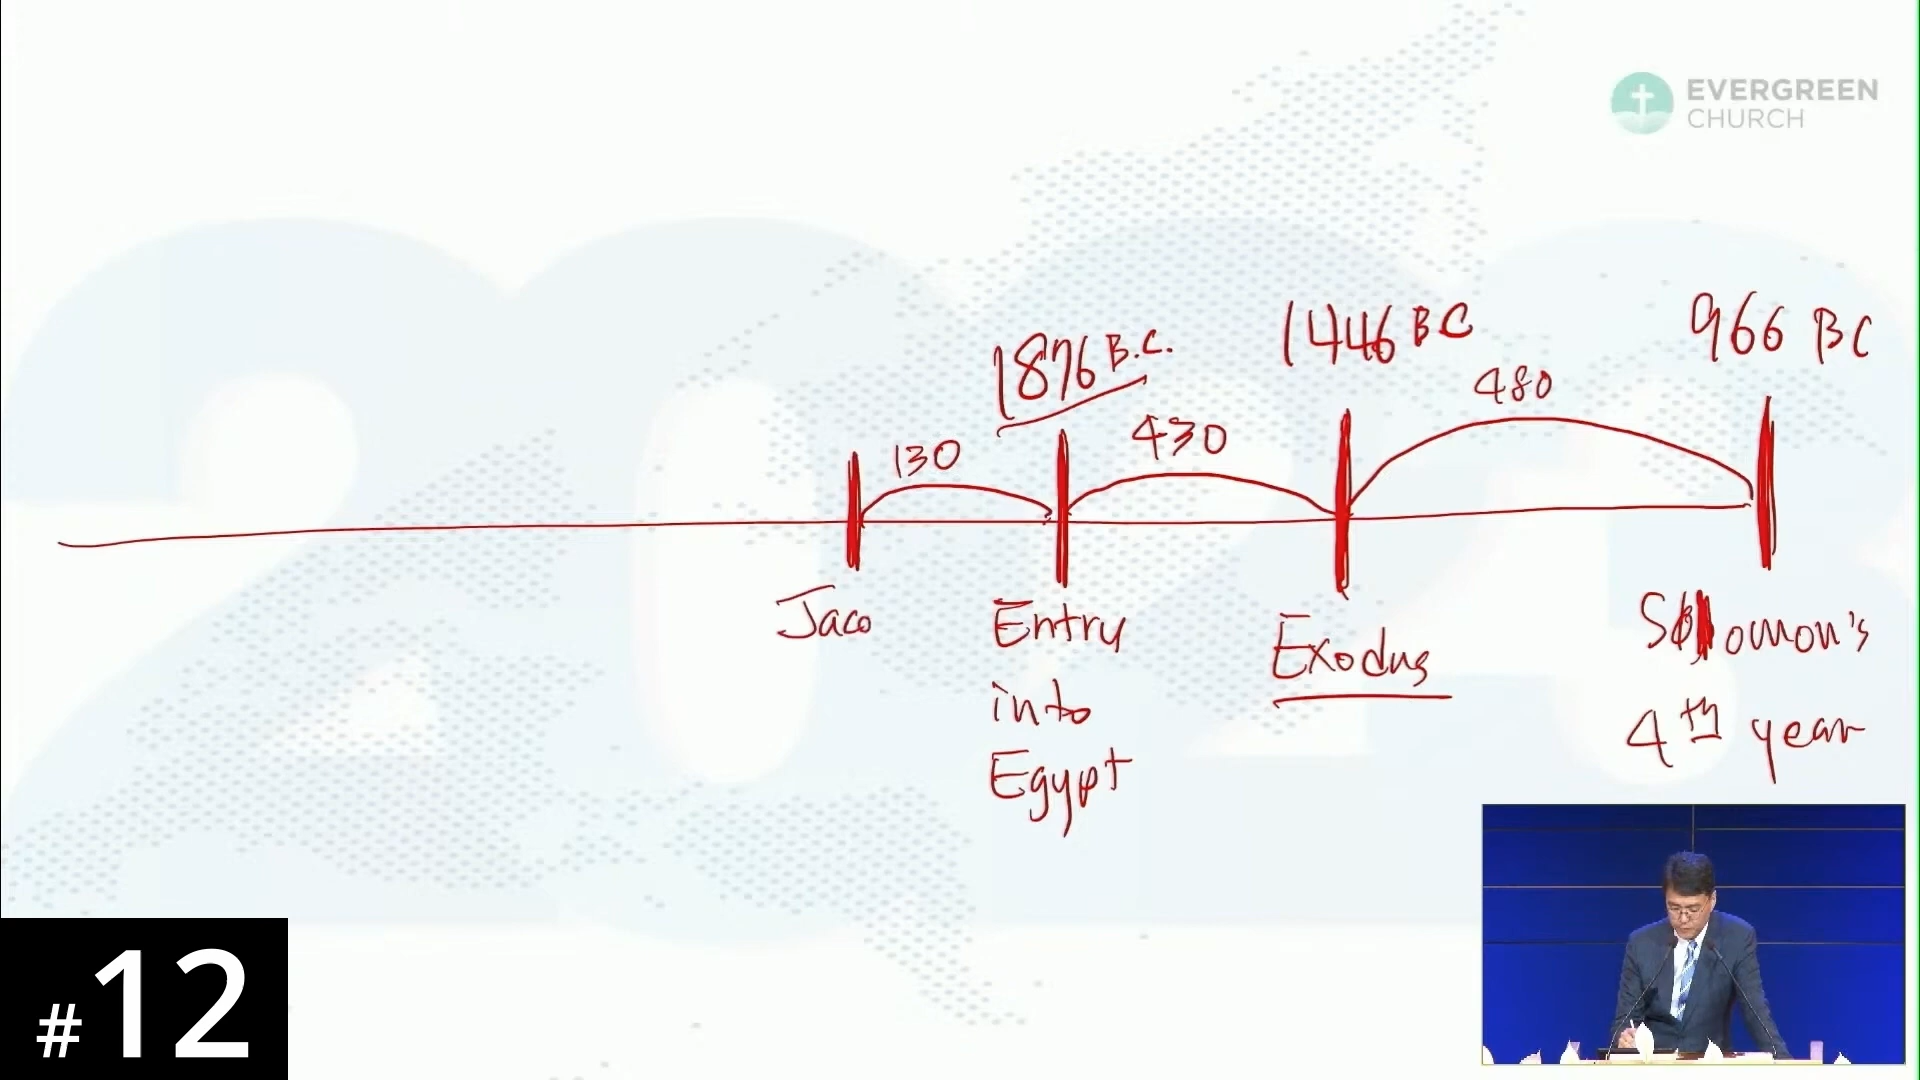 EVERGREEN
CHURCH
1876 B.C.
1446 BC
966 BC
130
430
480
Jaco
Entry
into
Egypt
Exodus
Solomon's
4th year
#12